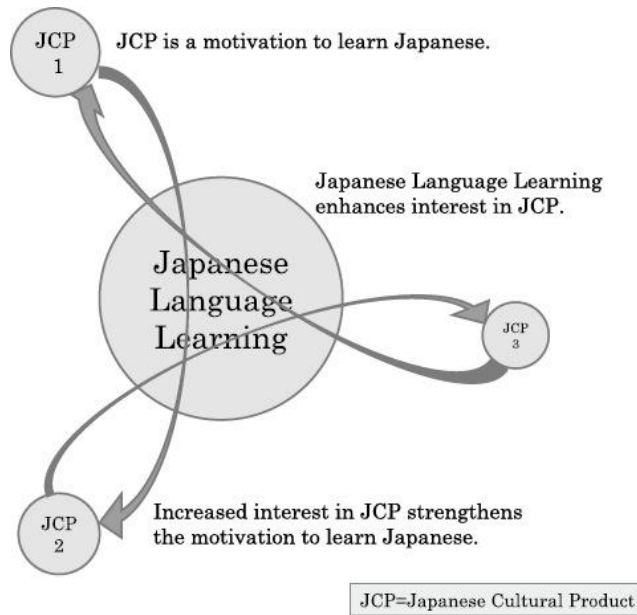 JCP
1
JCP is a motivation to learn Japanese.
Japanese Language Learning
enhances interest in JCP.
Japanese
Language
Learning
JCP
3
JCP
2
Increased interest in JCP strengthens
the motivation to learn Japanese.
JCP=Japanese Cultural Product